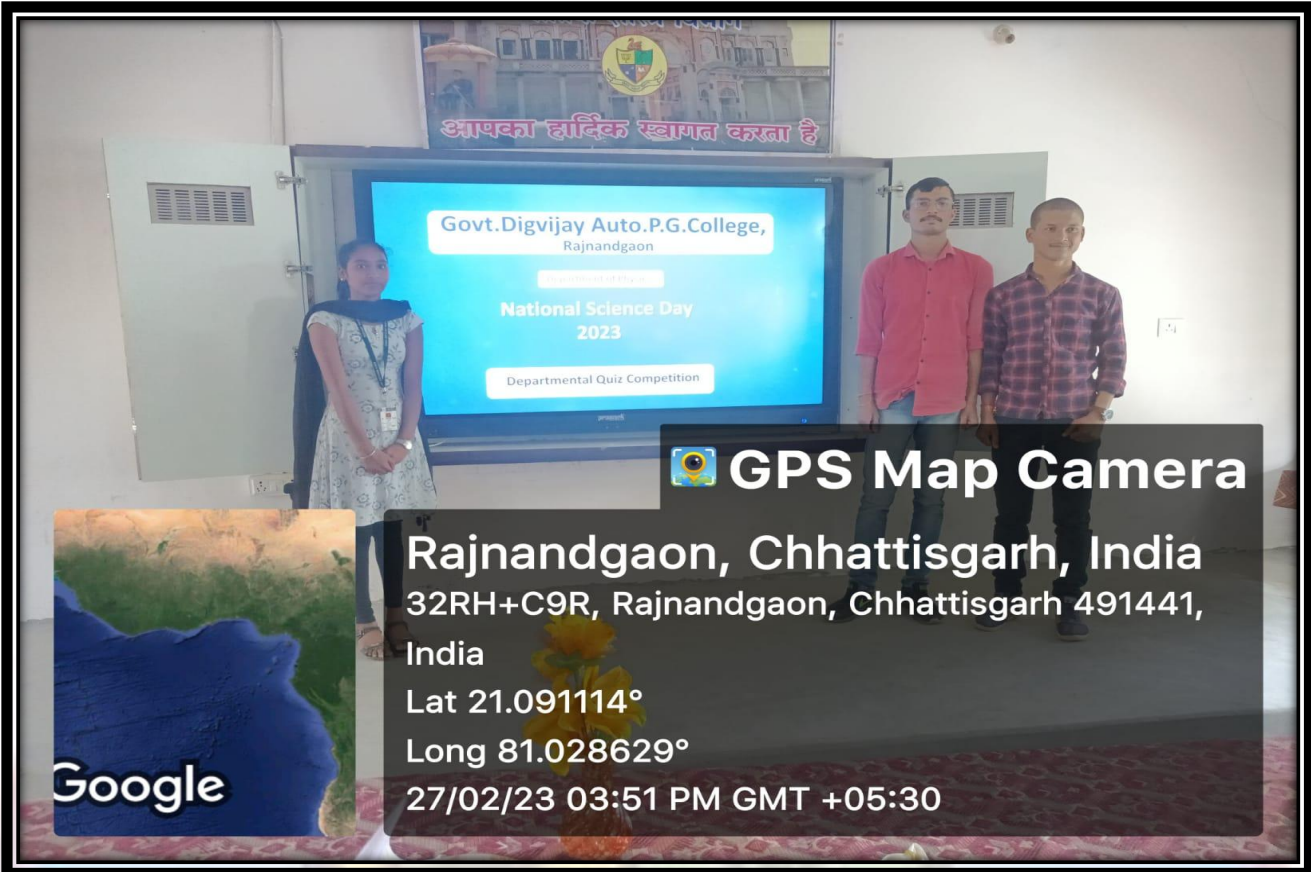 आपका हार्दिक स्वागत करता है
Govt.Digvijay Auto.P.G.College,
Rajnandgaon
National Science Day
2023
Departmental Quiz Competition
GPS Map Camera
Rajnandgaon, Chhattisgarh, India
32RH+C9R, Rajnandgaon, Chhattisgarh 491441,
India
Lat 21.091114°
Long 81.028629°
27/02/23 03:51 PM GMT +05:30
Google